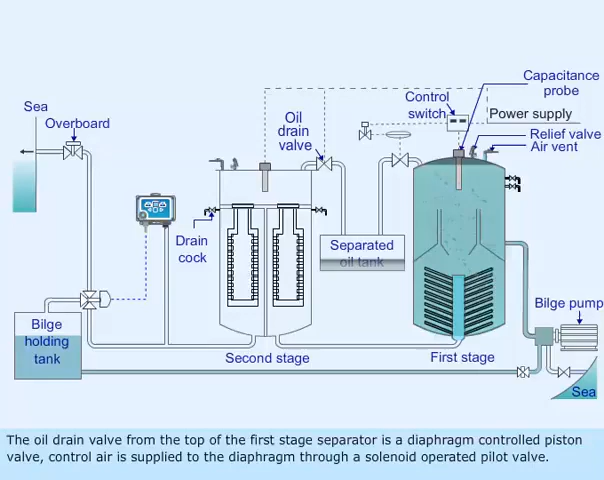 Capacitance
probe
Sea
Control
switch
Overboard
Oil
drain
valve
Power supply
Relief valve
Air vent
Drain
cock
Separated
oil tank
Bilge pump
Bilge
holding
tank
Second stage
First stage
Sea
The oil drain valve from the top of the first stage separator is a diaphragm controlled piston
valve, control air is supplied to the diaphragm through a solenoid operated pilot valve.